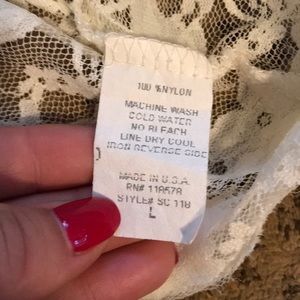 100 %NYLON
MACHINE WASH
COLD WATER
NO BLEACH
LINE DRY COOL
IRON REVERSE SIDE
MADE IN U.S.A.
RN# 118578
STYLE# SC 118
L